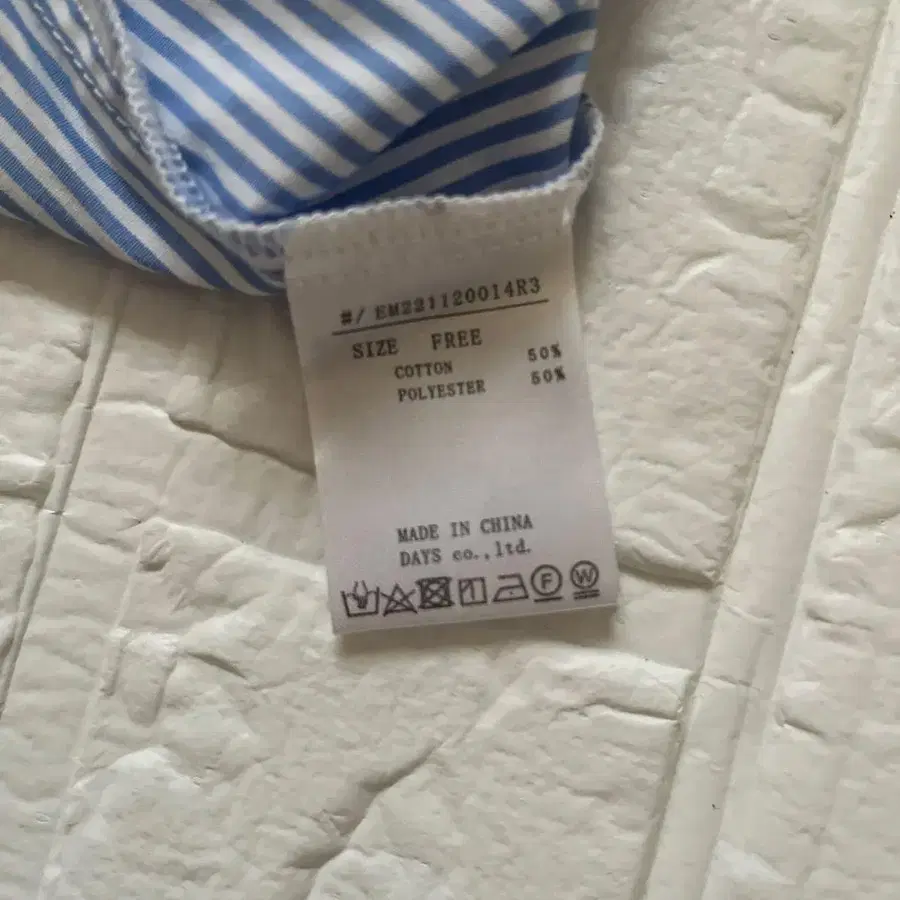 #/ EM221120014R3
SIZE FREE
COTTON 50%
POLYESTER 50%
MADE IN CHINA
DAYS co.,ltd.
F W